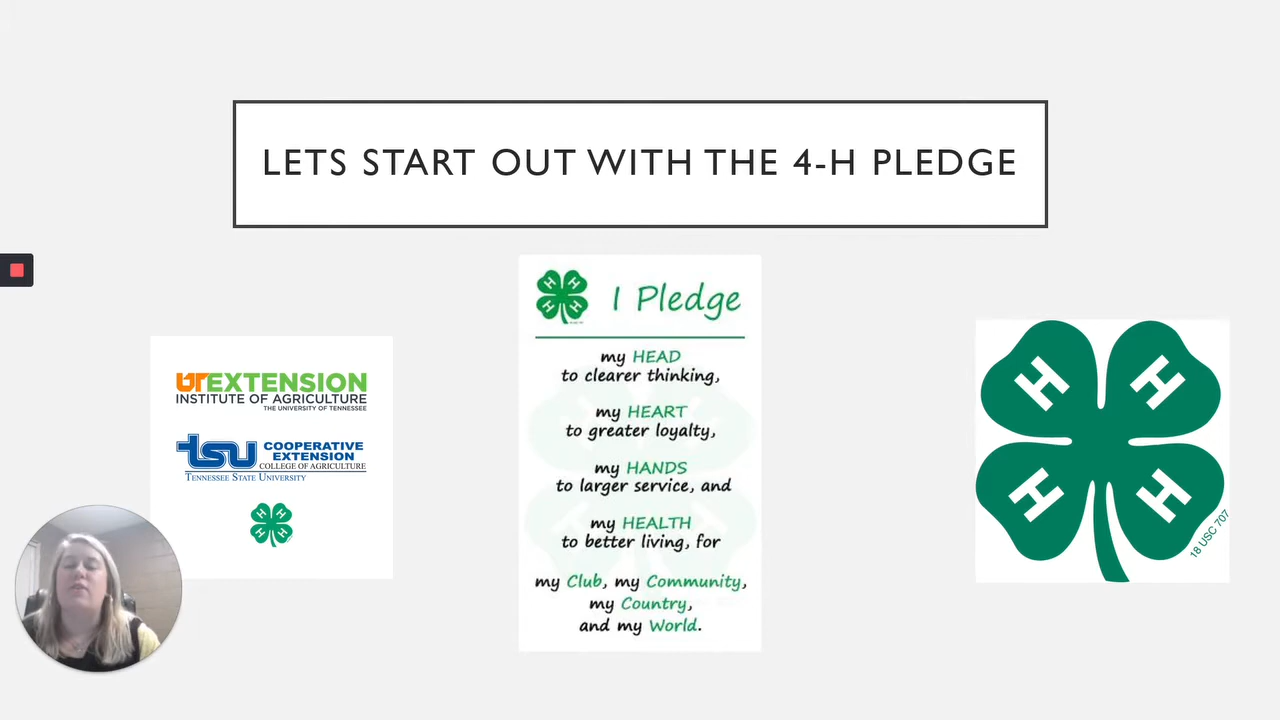 LETS START OUT WITH THE 4-H PLEDGE
UTEXTENSION
INSTITUTE OF AGRICULTURE
THE UNIVERSITY OF TENNESSEE
tsu COOPERATIVE
EXTENSION
COLLEGE OF AGRICULTURE
TENNESSEE STATE UNIVERSITY
H H
H H
H H
H H
I Pledge
my HEAD
to clearer thinking,
my HEART
to greater loyalty,
my HANDS
to larger service, and
my HEALTH
to better living, for
my Club, my Community,
my Country,
and my World.
H H
H H
18 USC 707